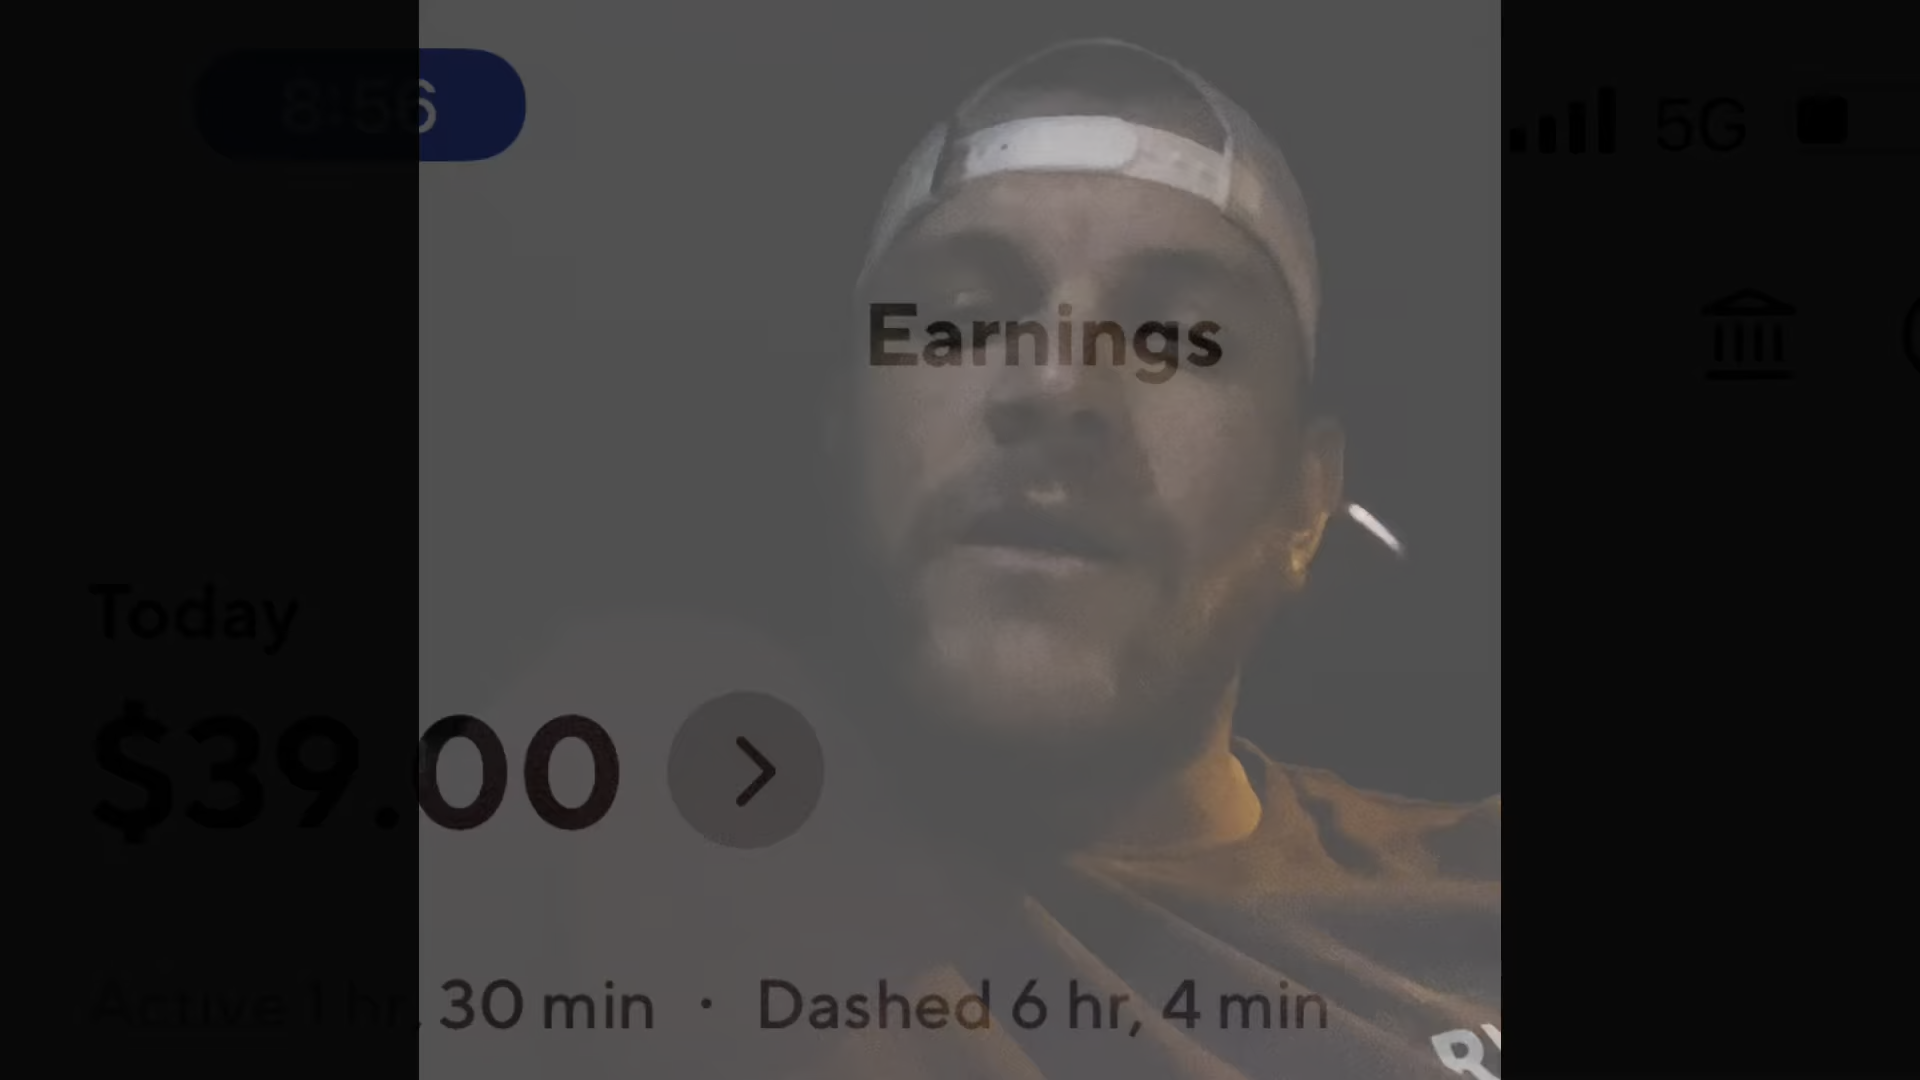 8:56
5G
Earnings
Today
$39.00
Active 1 hr, 30 min · Dashed 6 hr, 4 min